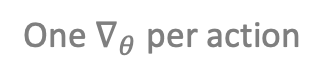 One ∇θ per action